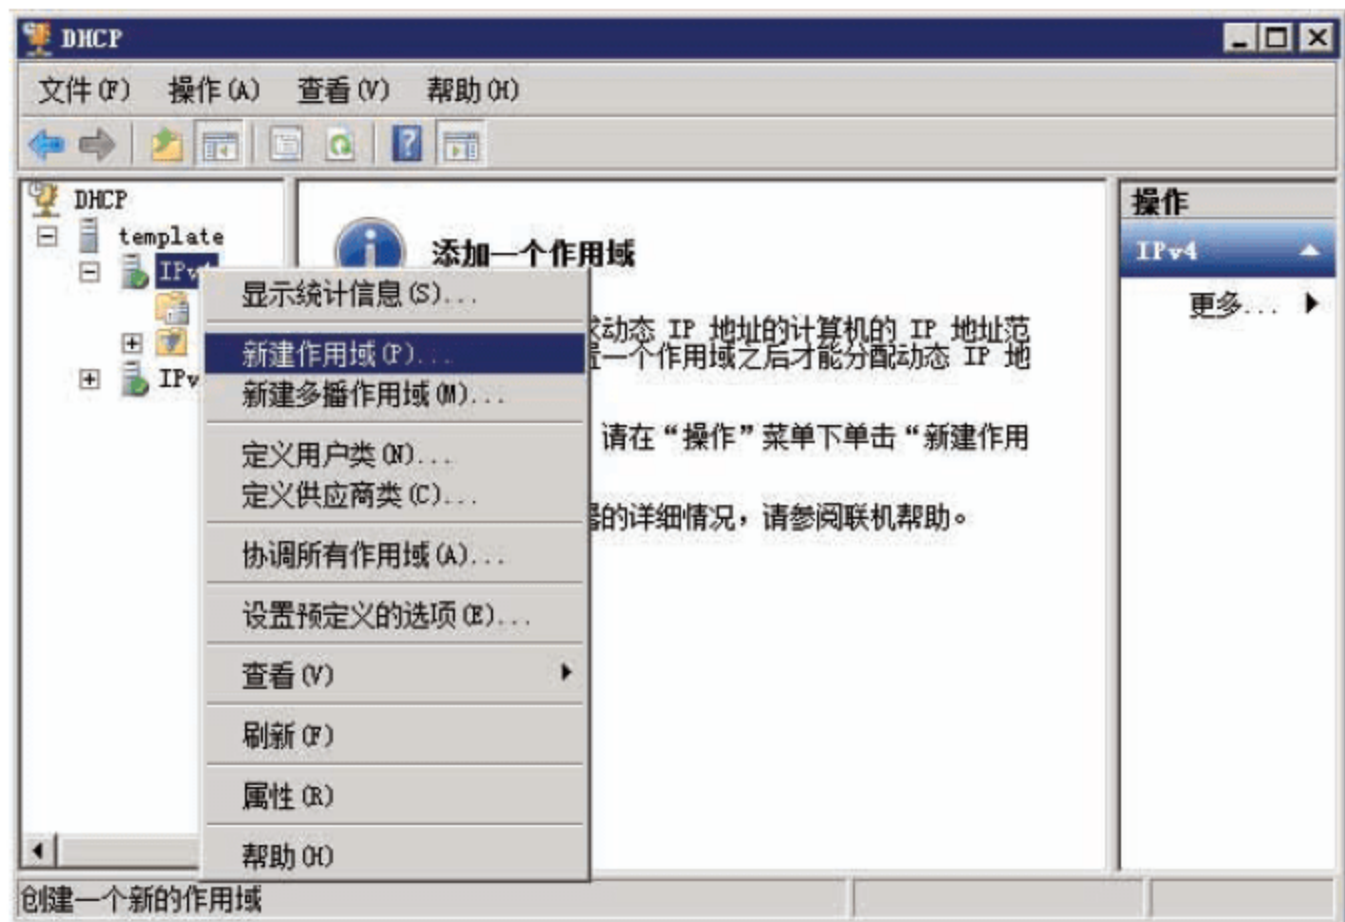 DHCP
文件(F) 操作(A) 查看(V) 帮助(H)
DHCP
template
IPv
IPv
添加一个作用域
动态 IP 地址的计算机的 IP 地址范
一个作用域之后才能分配动态 IP 地
请在“操作”菜单下单击“新建作用
的详细情况，请参阅联机帮助。
显示统计信息(S)...
新建作用域(P)...
新建多播作用域(M)...
定义用户类(N)...
定义供应商类(C)...
协调所有作用域(A)...
设置预定义的选项(E)...
查看(V)
刷新(F)
属性(R)
帮助(H)
操作
IPv4
更多...
创建一个新的作用域